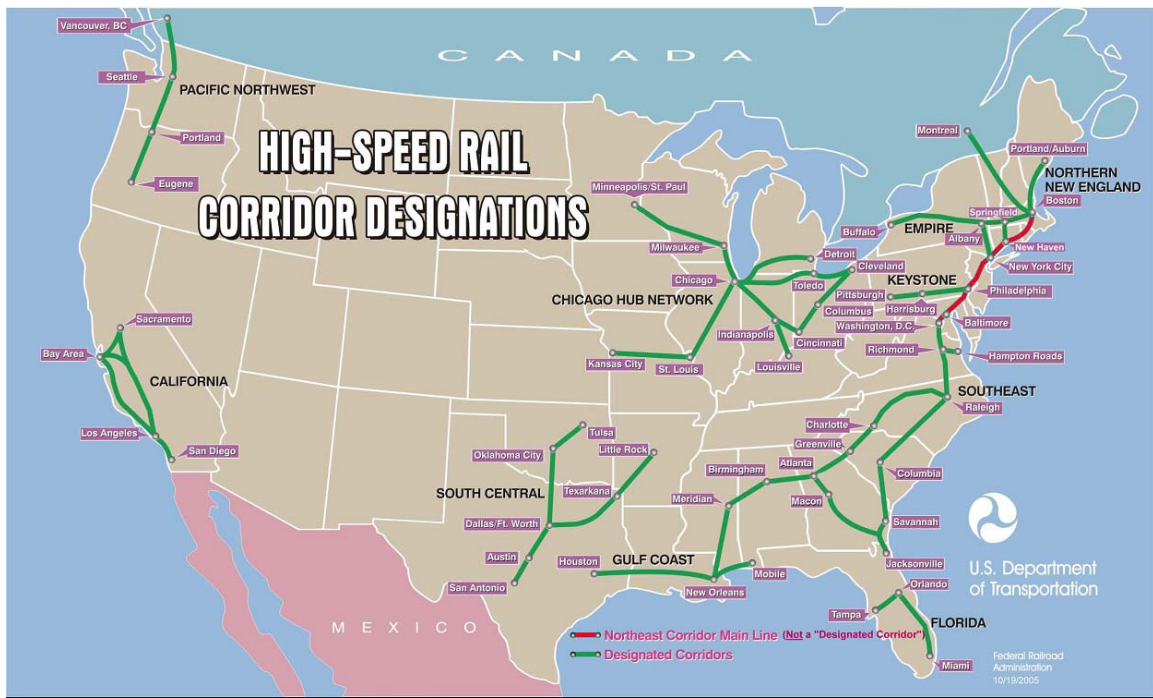 Vancouver, BC
CANADA
Seattle
PACIFIC NORTHWEST
Portland
Eugene
HIGH-SPEED RAIL
CORRIDOR DESIGNATIONS
Montreal
Portland/Auburn
NORTHERN
NEW ENGLAND
Boston
Springfield
Minneapolis/St. Paul
Buffalo
EMPIRE
Albany
New Haven
Milwaukee
Detroit
Cleveland
New York City
Chicago
Toledo
KEYSTONE
Philadelphia
CHICAGO HUB NETWORK
Pittsburgh
Harrisburg
Columbus
Washington, D.C.
Baltimore
Sacramento
Indianapolis
Cincinnati
Richmond
Hampton Roads
Bay Area
Kansas City
St. Louis
Louisville
CALIFORNIA
SOUTHEAST
Raleigh
Los Angeles
San Diego
Tulsa
Charlotte
Oklahoma City
Little Rock
Greenville
Birmingham
Atlanta
Columbia
SOUTH CENTRAL
Texarkana
Meridian
Macon
Dallas/Ft. Worth
Savannah
Austin
Houston
GULF COAST
Mobile
Jacksonville
San Antonio
New Orleans
Orlando
U.S. Department
of Transportation
Tampa
FLORIDA
MEXICO
Northeast Corridor Main Line (Not a "Designated Corridor")
Designated Corridors
Miami
Federal Railroad
Administration
10/19/2005